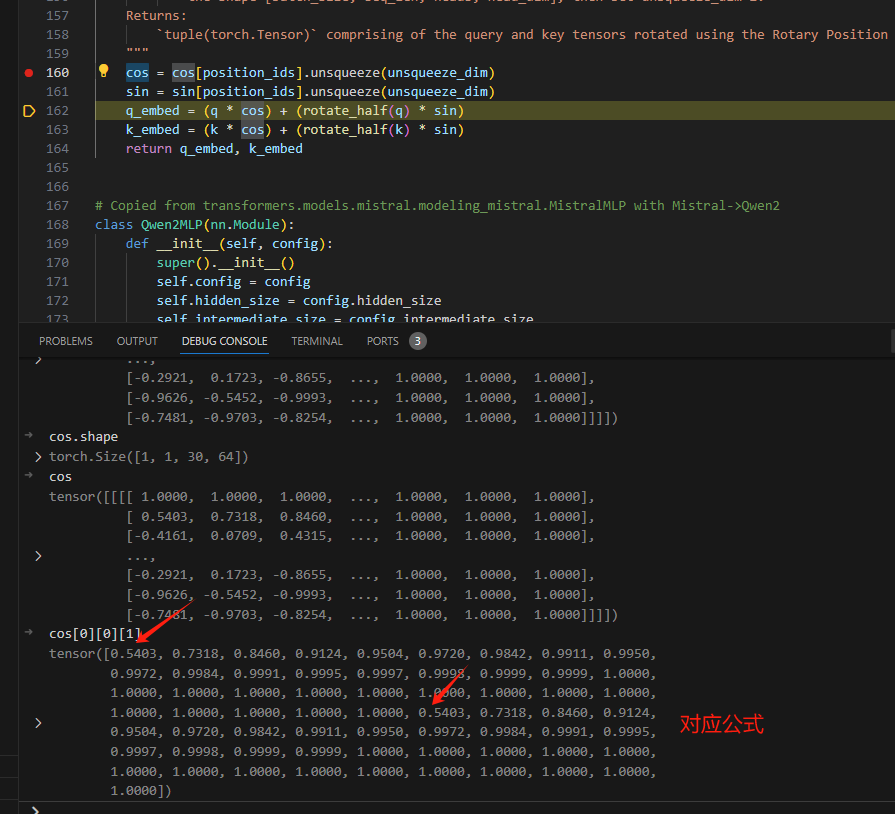 157 Returns:
158 `tuple(torch.Tensor)` comprising of the query and key tensors rotated using the Rotary Position
159 """
160 cos = cos[position_ids].unsqueeze(unsqueeze_dim)
161 sin = sin[position_ids].unsqueeze(unsqueeze_dim)
162 q_embed = (q * cos) + (rotate_half(q) * sin)
163 k_embed = (k * cos) + (rotate_half(k) * sin)
164 return q_embed, k_embed
165
166
167 # Copied from transformers.models.mistral.modeling_mistral.MistralMLP with Mistral->Qwen2
168 class Qwen2MLP(nn.Module):
169 def __init__(self, config):
170 super().__init__()
171 self.config = config
172 self.hidden_size = config.hidden_size
173 self.intermediate_size = config.intermediate_size
PROBLEMS OUTPUT DEBUG CONSOLE TERMINAL PORTS 3
...,
[-0.2921, 0.1723, -0.8655, ..., 1.0000, 1.0000, 1.0000],
[-0.9626, -0.5452, -0.9993, ..., 1.0000, 1.0000, 1.0000],
[-0.7481, -0.9703, -0.8254, ..., 1.0000, 1.0000, 1.0000]]]])
cos.shape
torch.Size([1, 1, 30, 64])
cos
tensor([[[[ 1.0000, 1.0000, 1.0000, ..., 1.0000, 1.0000, 1.0000],
[ 0.5403, 0.7318, 0.8460, ..., 1.0000, 1.0000, 1.0000],
[-0.4161, 0.0709, 0.4315, ..., 1.0000, 1.0000, 1.0000],
...,
[-0.2921, 0.1723, -0.8655, ..., 1.0000, 1.0000, 1.0000],
[-0.9626, -0.5452, -0.9993, ..., 1.0000, 1.0000, 1.0000],
[-0.7481, -0.9703, -0.8254, ..., 1.0000, 1.0000, 1.0000]]]])
cos[0][0][1]
tensor([0.5403, 0.7318, 0.8460, 0.9124, 0.9504, 0.9720, 0.9842, 0.9911, 0.9950,
0.9972, 0.9984, 0.9991, 0.9995, 0.9997, 0.9998, 0.9999, 0.9999, 1.0000,
1.0000, 1.0000, 1.0000, 1.0000, 1.0000, 1.0000, 1.0000, 1.0000, 1.0000,
1.0000, 1.0000, 1.0000, 1.0000, 1.0000, 0.5403, 0.7318, 0.8460, 0.9124,
0.9504, 0.9720, 0.9842, 0.9911, 0.9950, 0.9972, 0.9984, 0.9991, 0.9995,
0.9997, 0.9998, 0.9999, 0.9999, 1.0000, 1.0000, 1.0000, 1.0000, 1.0000,
1.0000, 1.0000, 1.0000, 1.0000, 1.0000, 1.0000, 1.0000, 1.0000, 1.0000,
1.0000])
对应公式